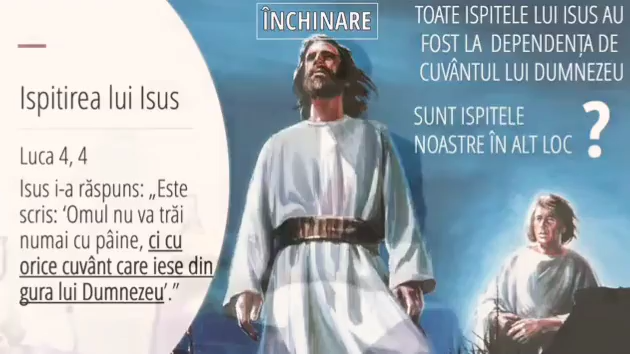 ÎNCHINARE
Ispitirea lui Isus
Luca 4, 4
Isus i-a răspuns: „Este
scris: ‘Omul nu va trăi
numai cu pâine, ci cu
orice cuvânt care iese din
gura lui Dumnezeu’.”
TOATE ISPITELE LUI ISUS AU
FOST LA DEPENDENȚA DE
CUVÂNTUL LUI DUMNEZEU
SUNT ISPITELE
NOASTRE ÎN ALT LOC ?